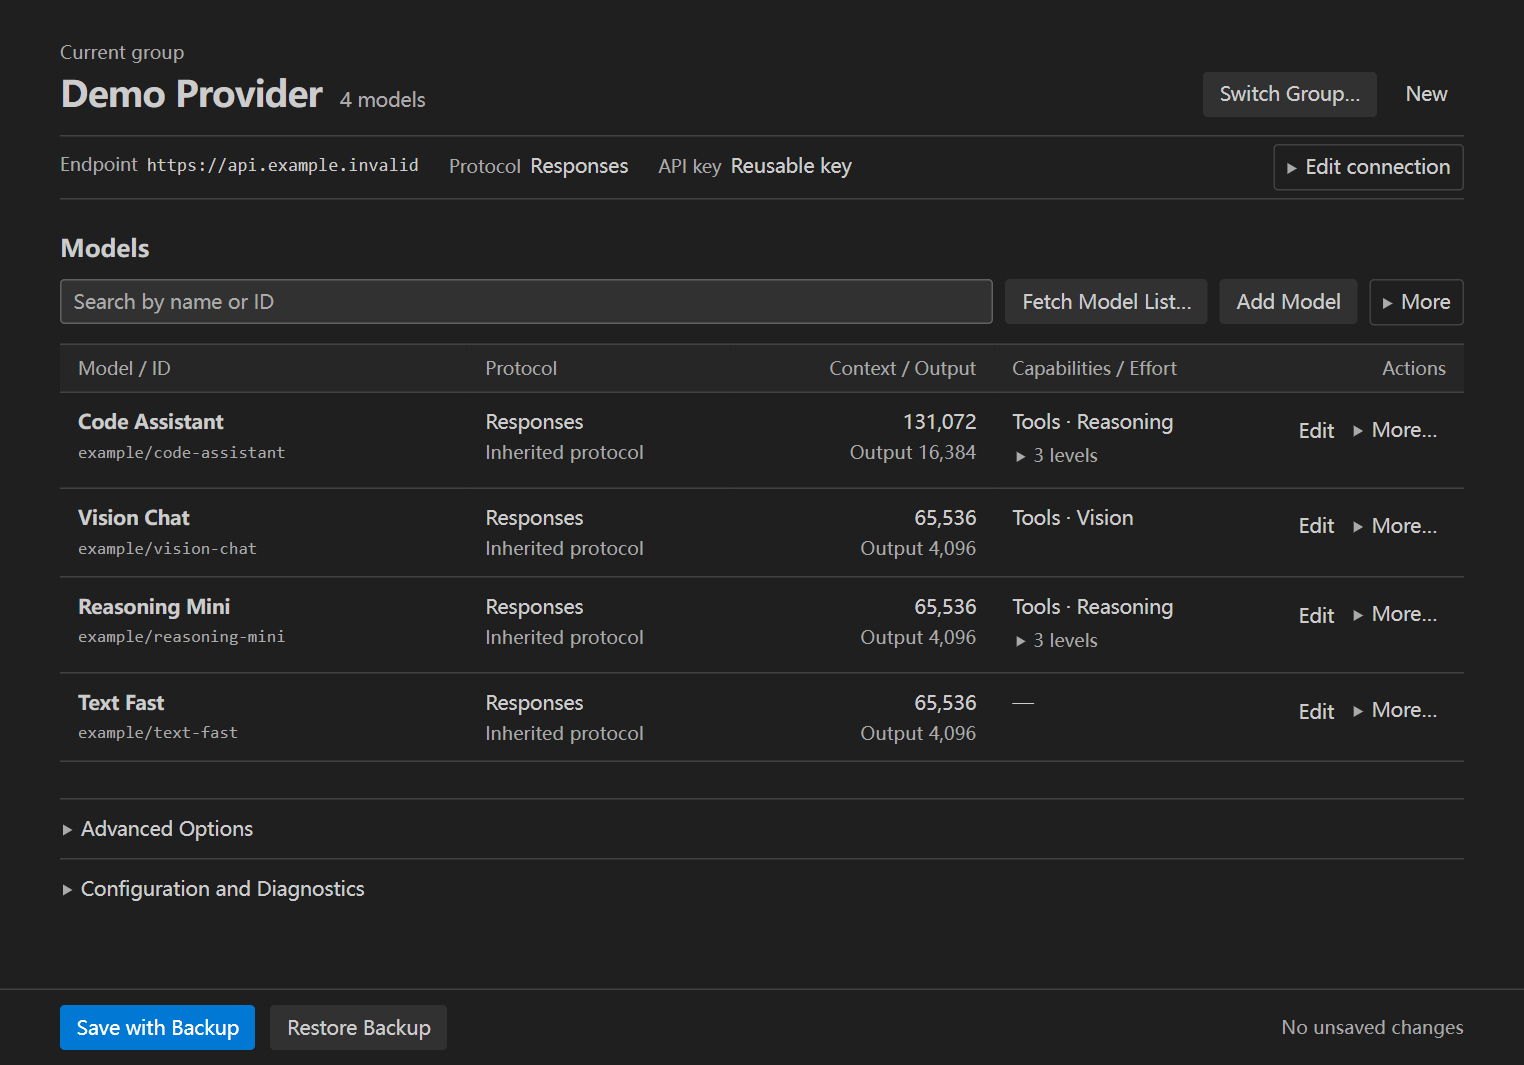 Current group
Demo Provider 4 models
Switch Group... New
Endpoint https://api.example.invalid Protocol Responses API key Reusable key
▸ Edit connection
Models
Search by name or ID
Fetch Model List... Add Model ▸ More
Model / ID Protocol Context / Output Capabilities / Effort Actions
Code Assistant Responses 131,072 Tools · Reasoning Edit ▸ More...
example/code-assistant Inherited protocol Output 16,384 ▸ 3 levels
Vision Chat Responses 65,536 Tools · Vision Edit ▸ More...
example/vision-chat Inherited protocol Output 4,096
Reasoning Mini Responses 65,536 Tools · Reasoning Edit ▸ More...
example/reasoning-mini Inherited protocol Output 4,096 ▸ 3 levels
Text Fast Responses 65,536 — Edit ▸ More...
example/text-fast Inherited protocol Output 4,096
▸ Advanced Options
▸ Configuration and Diagnostics
Save with Backup Restore Backup No unsaved changes